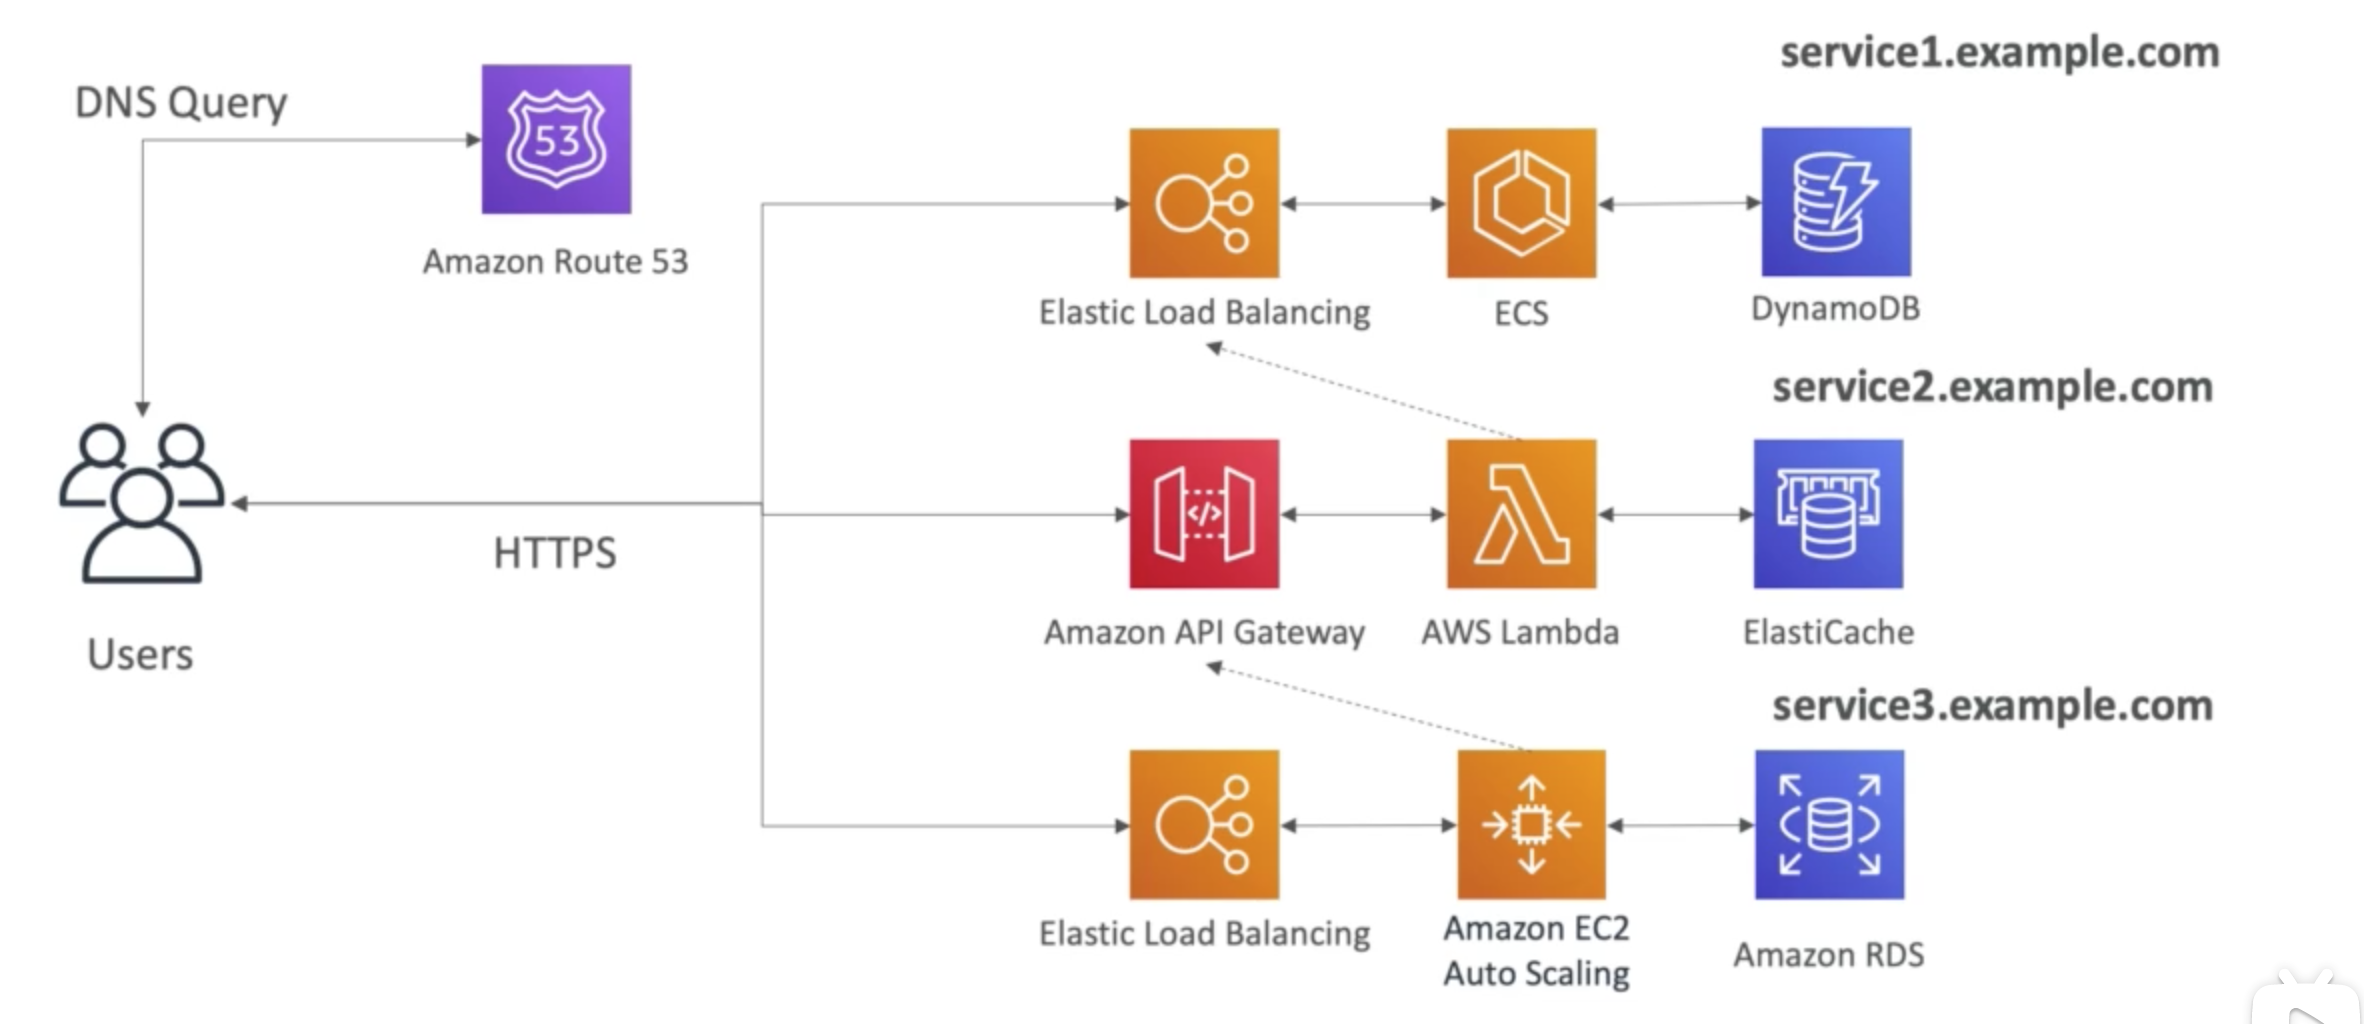 service1.example.com
DNS Query
53
Amazon Route 53
Elastic Load Balancing
ECS
DynamoDB
service2.example.com
</>
HTTPS
Users
Amazon API Gateway
AWS Lambda
ElastiCache
service3.example.com
Elastic Load Balancing
Amazon EC2
Auto Scaling
Amazon RDS